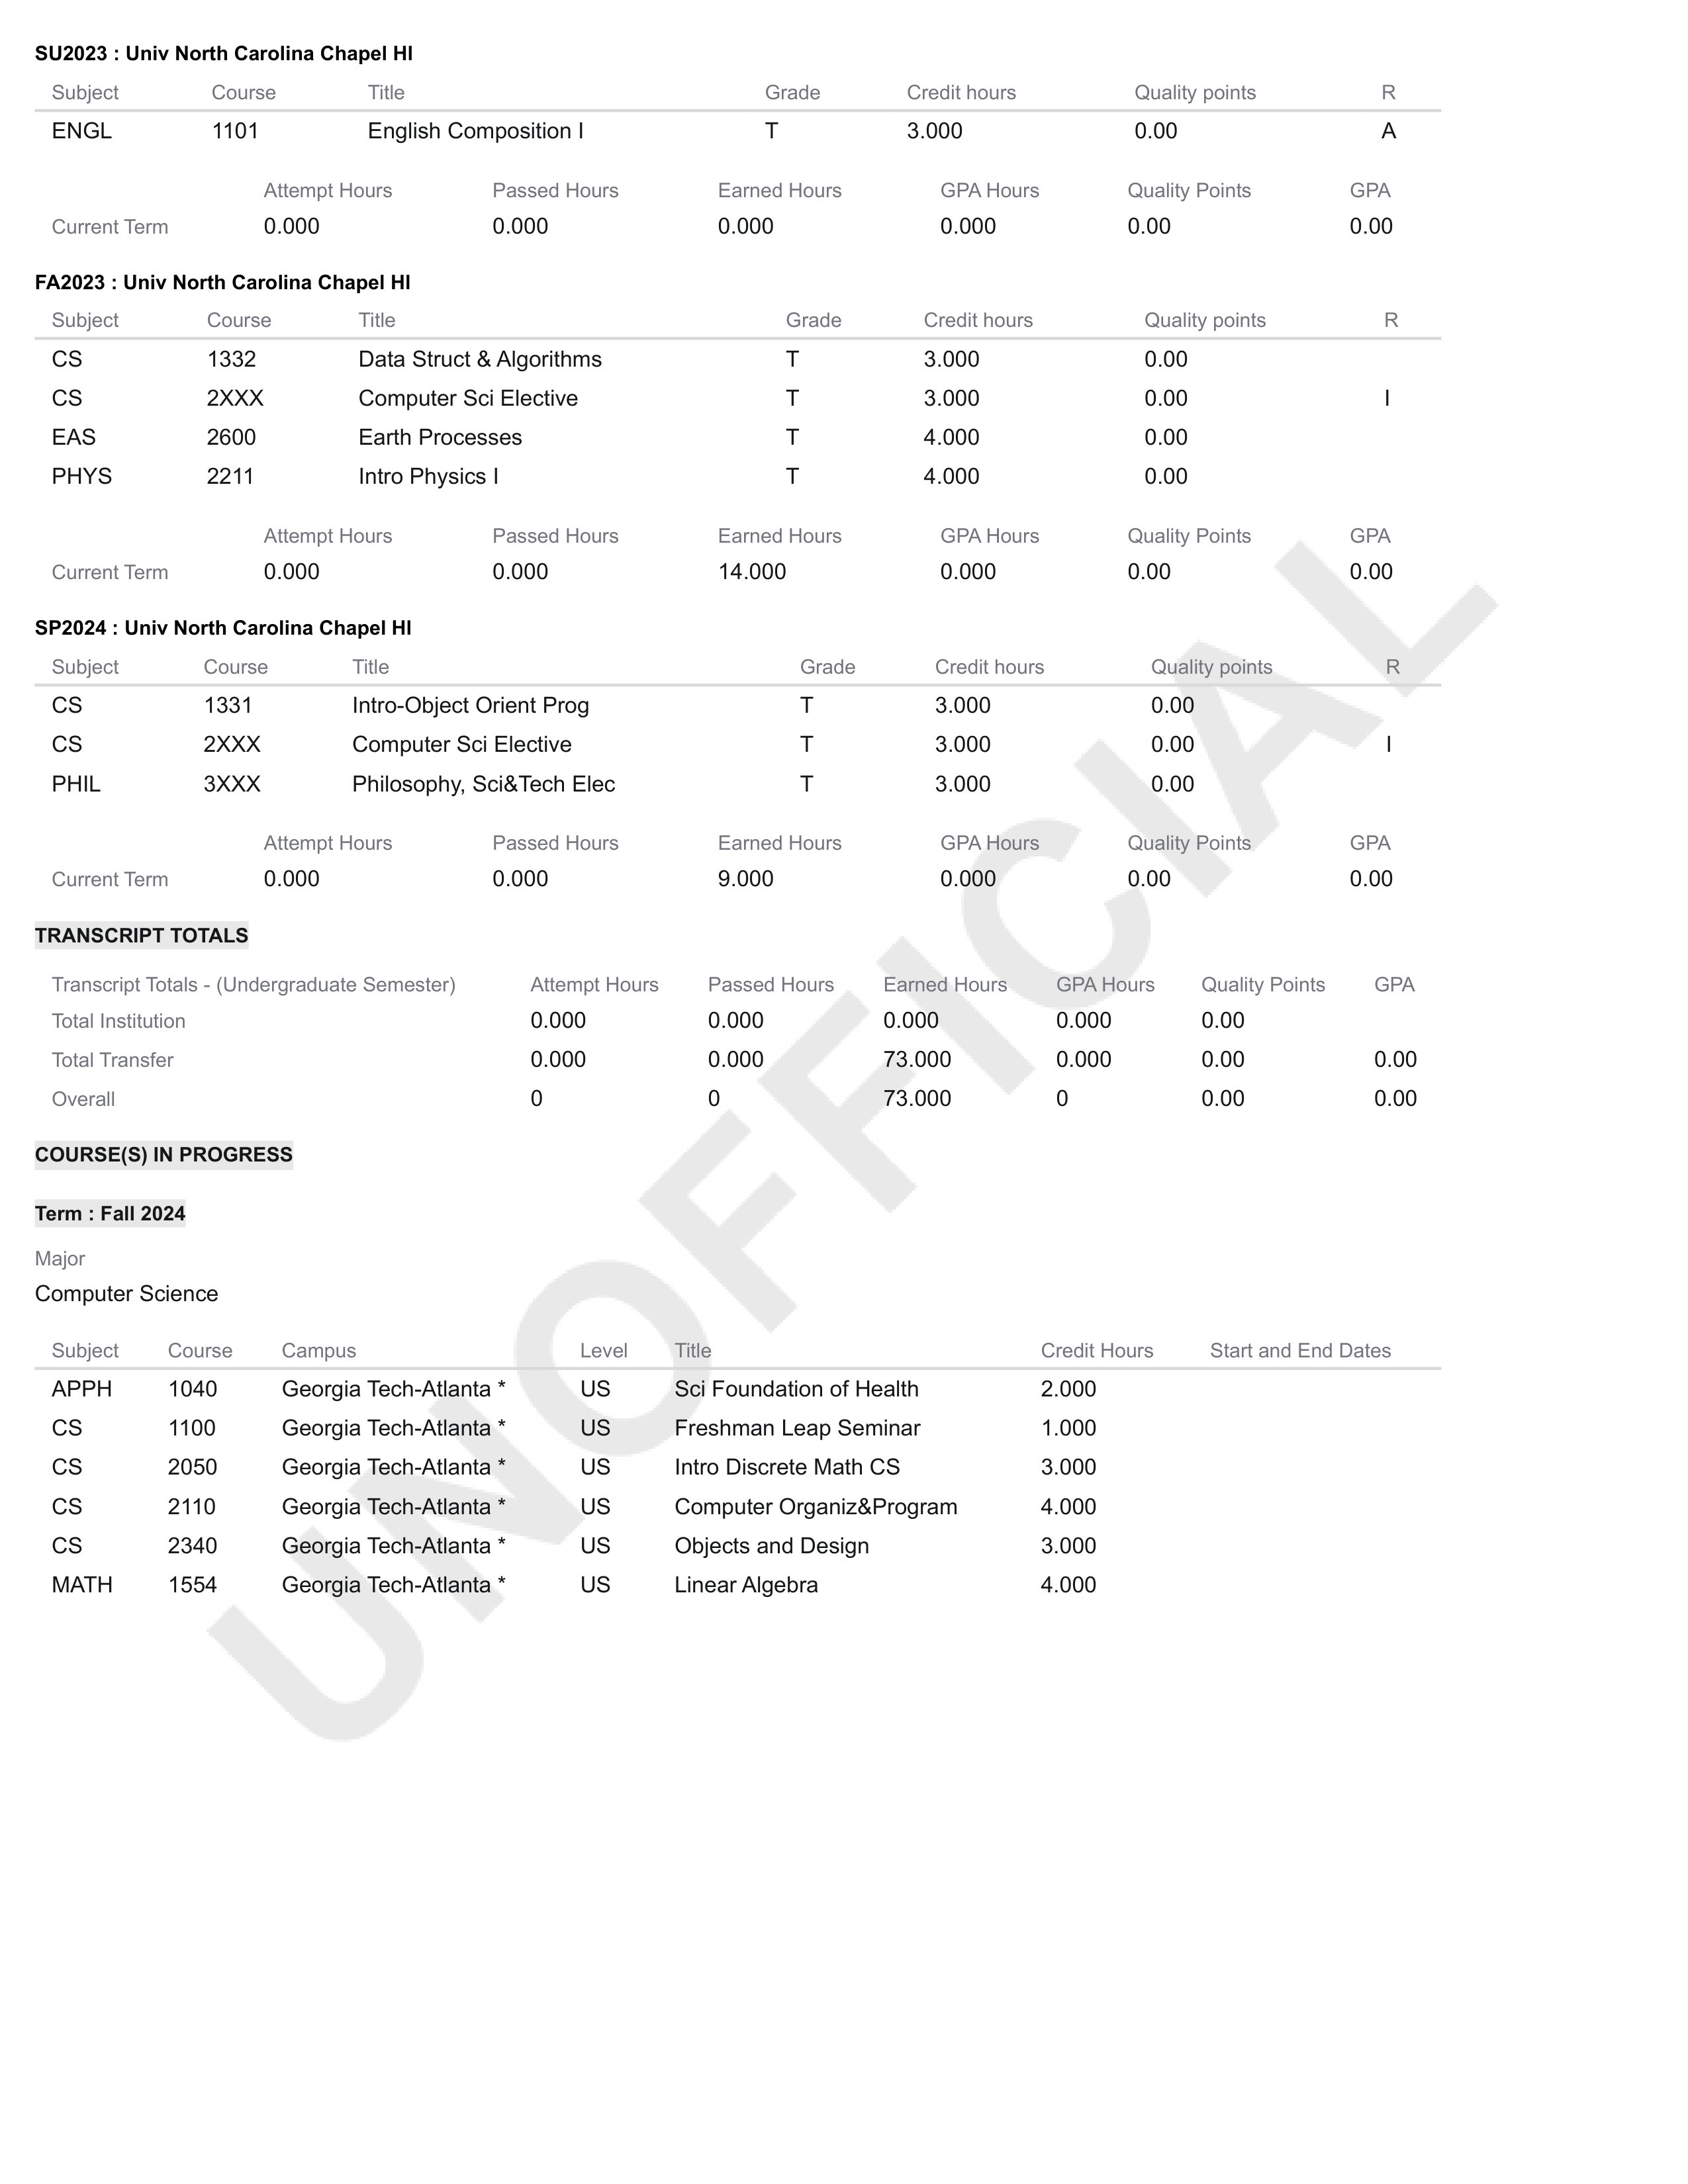 SU2023 : Univ North Carolina Chapel Hl
Subject Course Title Grade Credit hours Quality points R
ENGL 1101 English Composition I T 3.000 0.00 A
Attempt Hours Passed Hours Earned Hours GPA Hours Quality Points GPA
Current Term 0.000 0.000 0.000 0.000 0.00 0.00
FA2023 : Univ North Carolina Chapel Hl
Subject Course Title Grade Credit hours Quality points R
CS 1332 Data Struct & Algorithms T 3.000 0.00
CS 2XXX Computer Sci Elective T 3.000 0.00 I
EAS 2600 Earth Processes T 4.000 0.00
PHYS 2211 Intro Physics I T 4.000 0.00
Attempt Hours Passed Hours Earned Hours GPA Hours Quality Points GPA
Current Term 0.000 0.000 14.000 0.000 0.00 0.00
SP2024 : Univ North Carolina Chapel Hl
Subject Course Title Grade Credit hours Quality points R
CS 1331 Intro-Object Orient Prog T 3.000 0.00
CS 2XXX Computer Sci Elective T 3.000 0.00 I
PHIL 3XXX Philosophy, Sci&Tech Elec T 3.000 0.00
Attempt Hours Passed Hours Earned Hours GPA Hours Quality Points GPA
Current Term 0.000 0.000 9.000 0.000 0.00 0.00
TRANSCRIPT TOTALS
Transcript Totals - (Undergraduate Semester) Attempt Hours Passed Hours Earned Hours GPA Hours Quality Points GPA
Total Institution 0.000 0.000 0.000 0.000 0.00
Total Transfer 0.000 0.000 73.000 0.000 0.00 0.00
Overall 0 0 73.000 0 0.00 0.00
COURSE(S) IN PROGRESS
Term : Fall 2024
Major
Computer Science
Subject Course Campus Level Title Credit Hours Start and End Dates
APPH 1040 Georgia Tech-Atlanta * US Sci Foundation of Health 2.000
CS 1100 Georgia Tech-Atlanta * US Freshman Leap Seminar 1.000
CS 2050 Georgia Tech-Atlanta * US Intro Discrete Math CS 3.000
CS 2110 Georgia Tech-Atlanta * US Computer Organiz&Program 4.000
CS 2340 Georgia Tech-Atlanta * US Objects and Design 3.000
MATH 1554 Georgia Tech-Atlanta * US Linear Algebra 4.000
UNOFFICIAL